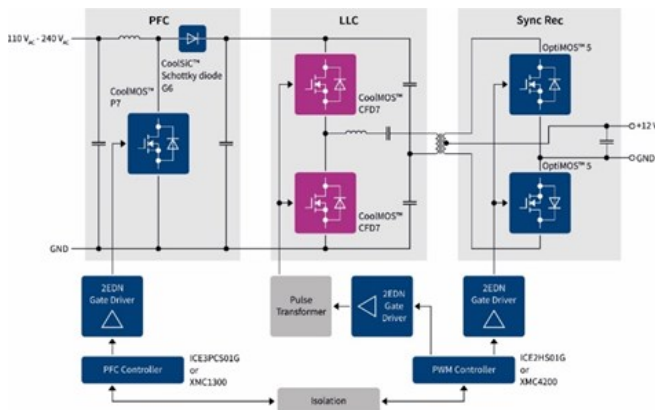 PFC
LLC
Sync Rec
110 Vac - 240 Vac
CoolSiC™
Schottky diode
G6
CoolMOS™
P7
CoolMOS™
CFD7
CoolMOS™
CFD7
OptiMOS™ 5
OptiMOS™ 5
+12 V
GND
GND
2EDN
Gate Driver
Pulse
Transformer
2EDN
Gate
Driver
2EDN
Gate Driver
PFC Controller
ICE3PCS01G
or
XMC1300
PWM Controller
ICE2HS01G
or
XMC4200
Isolation